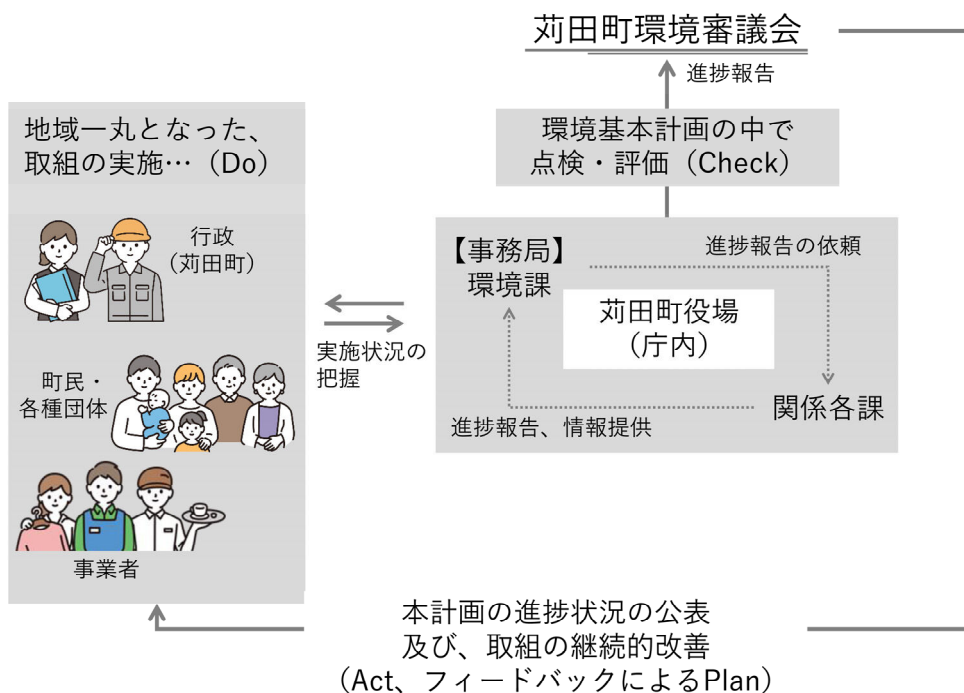 苅田町環境審議会
進捗報告
環境基本計画の中で
点検・評価（Check）
地域一丸となった、
取組の実施…（Do）
行政
（苅田町）
町民・
各種団体
事業者
実施状況の
把握
【事務局】
環境課
進捗報告の依頼
苅田町役場
（庁内）
関係各課
進捗報告、情報提供
本計画の進捗状況の公表
及び、取組の継続的改善
（Act、フィードバックによるPlan）